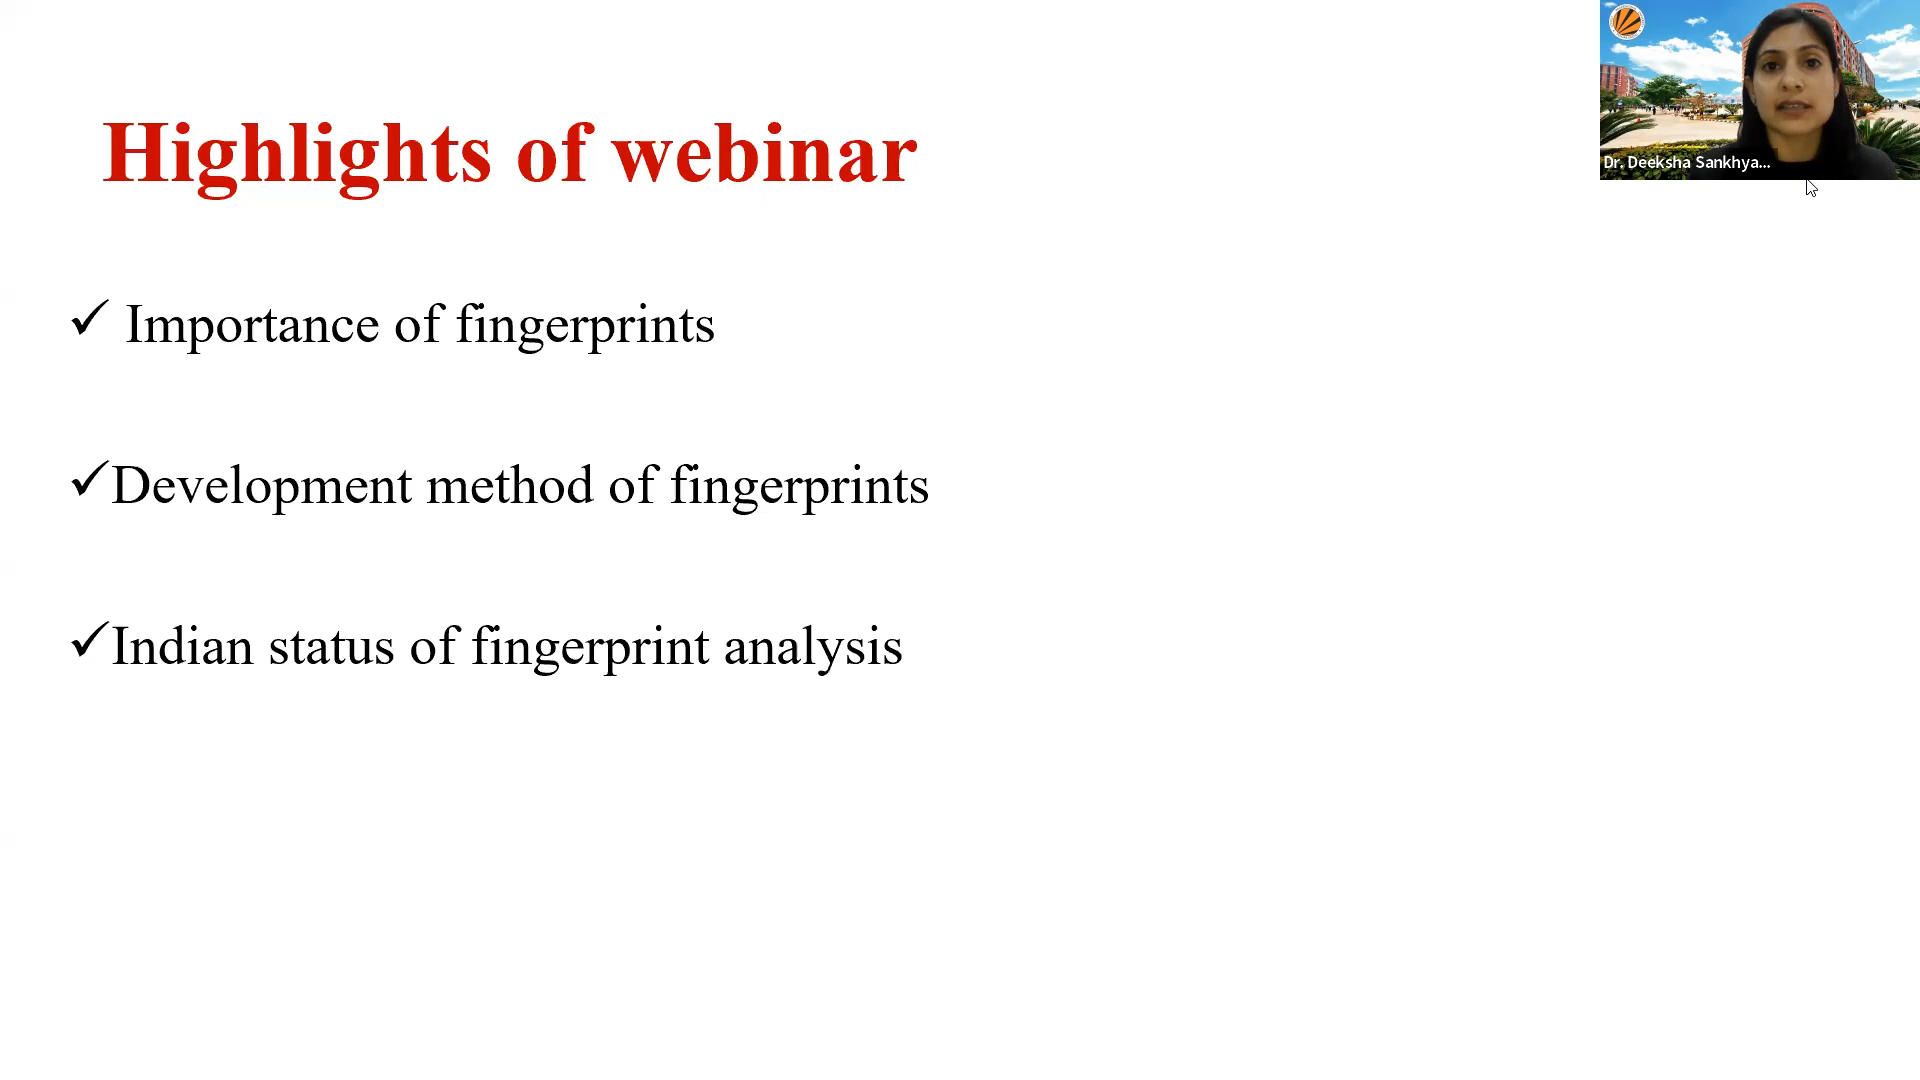 Highlights of webinar
✓ Importance of fingerprints
✓Development method of fingerprints
✓Indian status of fingerprint analysis
Dr. Deeksha Sankhya...